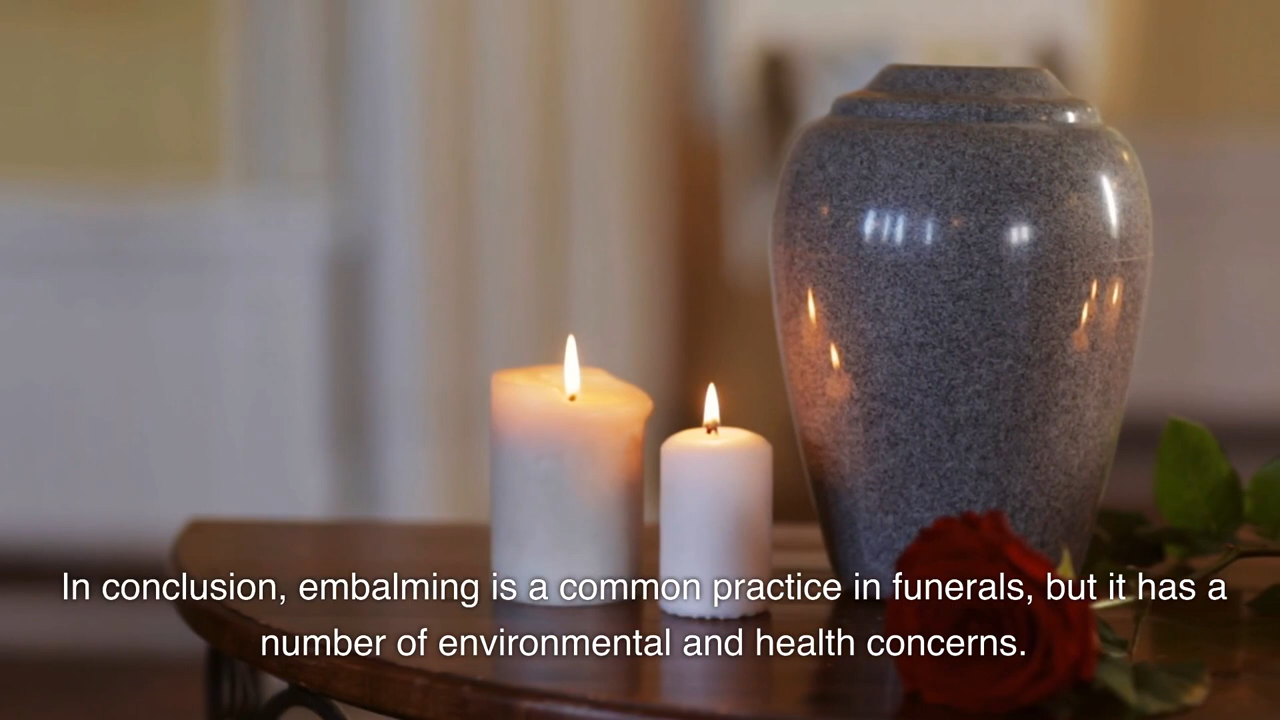 In conclusion, embalming is a common practice in funerals, but it has a
number of environmental and health concerns.